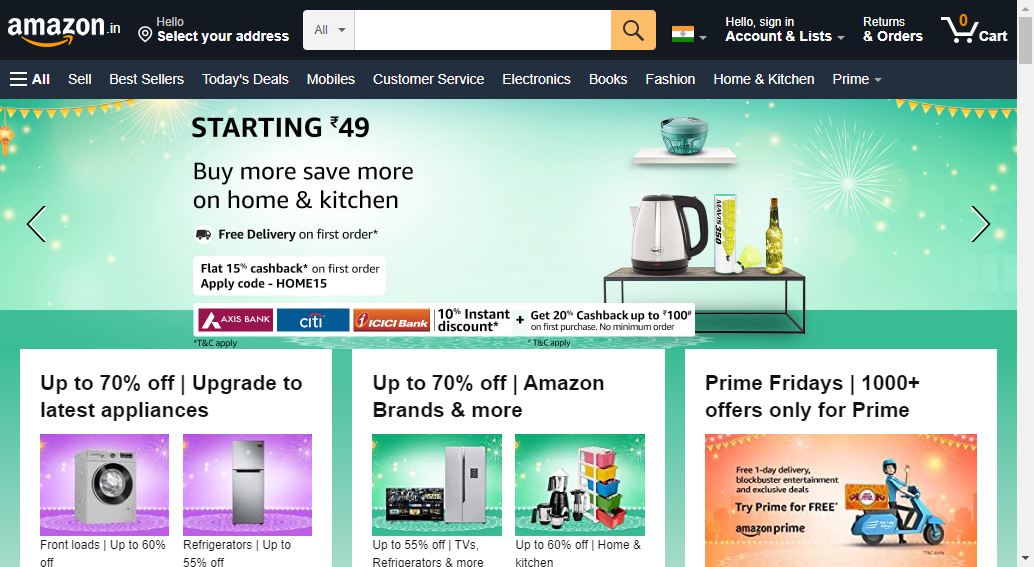 amazon.in
Hello
Select your address
All
Hello, sign in
Account & Lists
Returns
& Orders
0
Cart
All
Sell
Best Sellers
Today's Deals
Mobiles
Customer Service
Electronics
Books
Fashion
Home & Kitchen
Prime
STARTING ₹49
Buy more save more
on home & kitchen
Free Delivery on first order*
Flat 15% cashback* on first order
Apply code - HOME15
AXIS BANK
citi
ICICI Bank
10% Instant
discount*
+
Get 20% Cashback up to ₹100#
on first purchase. No minimum order
*T&C apply
# T&C apply
MAVIS 350
Up to 70% off | Upgrade to
latest appliances
Front loads | Up to 60%
off
Refrigerators | Up to
55% off
Up to 70% off | Amazon
Brands & more
Up to 55% off | TVs,
Refrigerators & more
Up to 60% off | Home &
kitchen
Prime Fridays | 1000+
offers only for Prime
Free 1-day delivery,
blockbuster entertainment
and exclusive deals
Try Prime for FREE*
amazon prime
*T&C apply